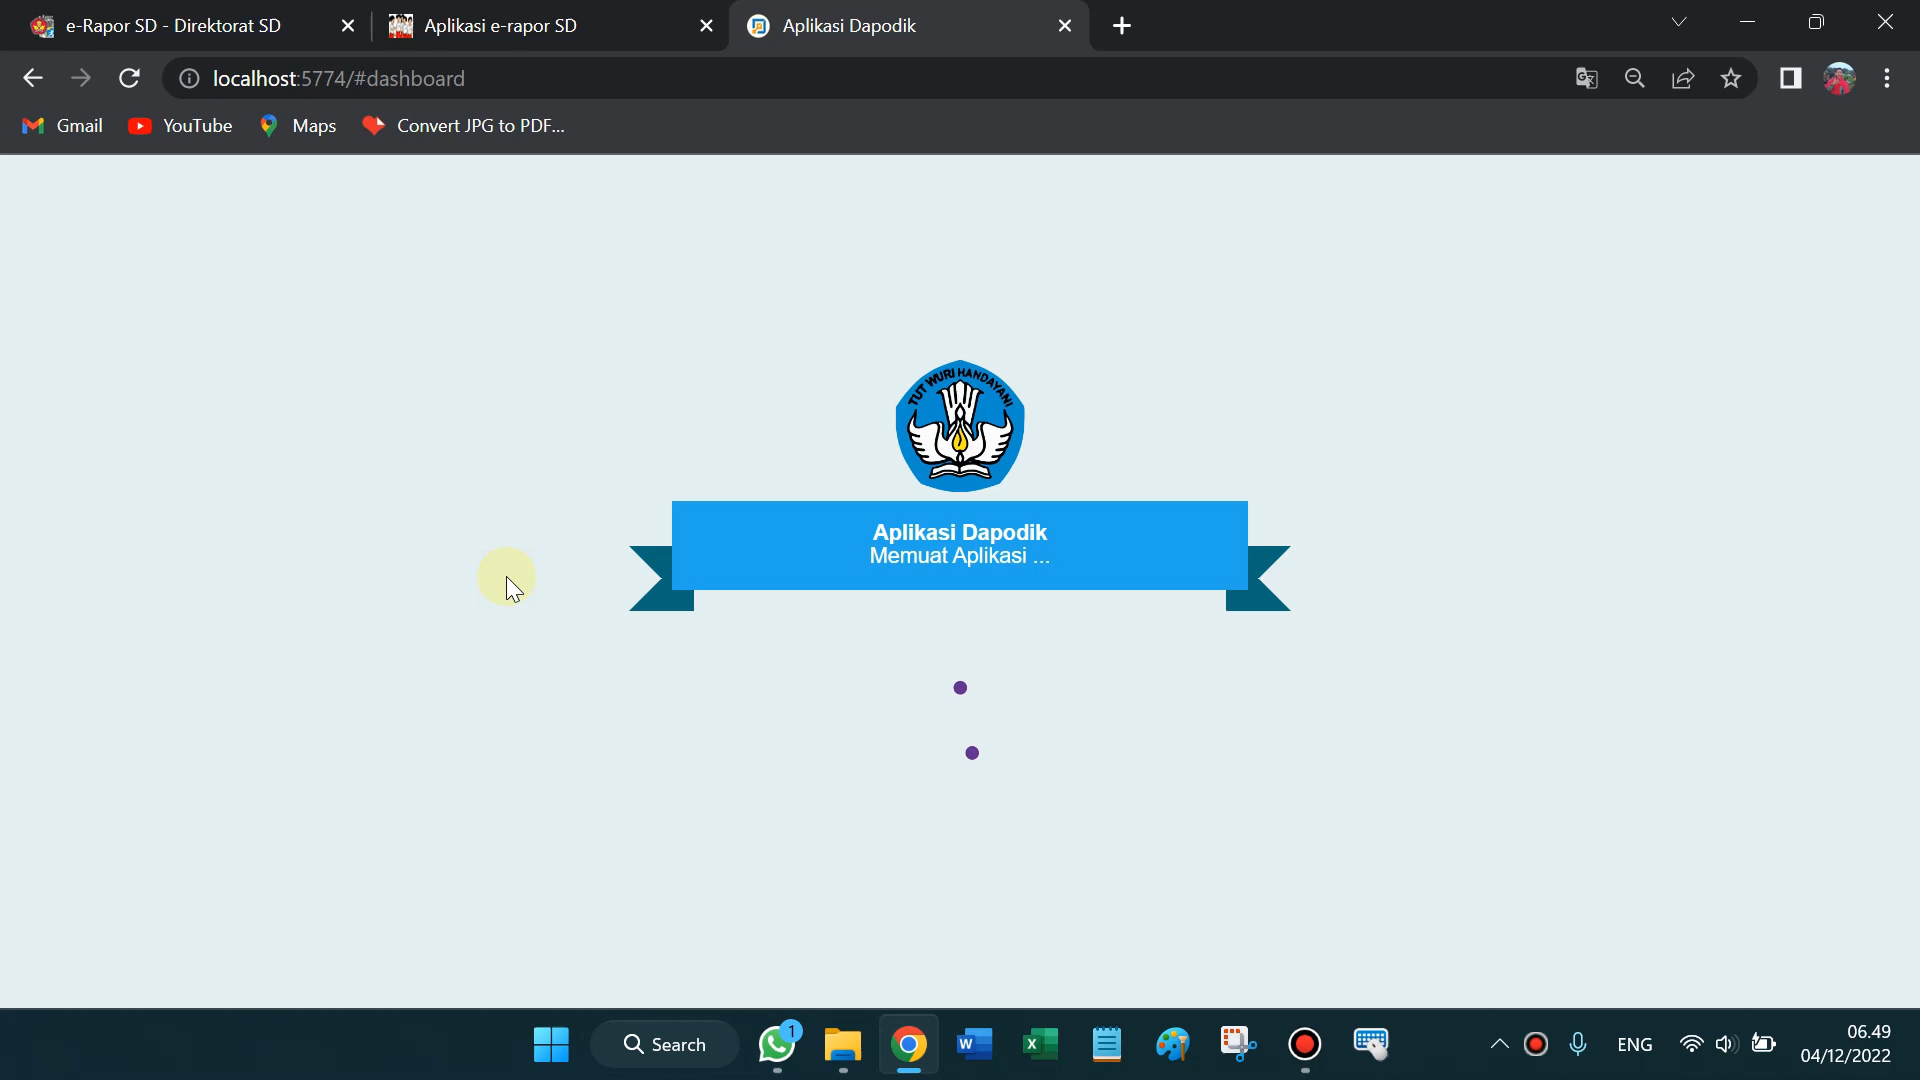 e-Rapor SD - Direktorat SD
Aplikasi e-rapor SD
Aplikasi Dapodik
localhost:5774/#dashboard
Gmail
YouTube
Maps
Convert JPG to PDF...
TUT WURI HANDAYANI
Aplikasi Dapodik
Memuat Aplikasi ...
Search
1
ENG
06.49
04/12/2022